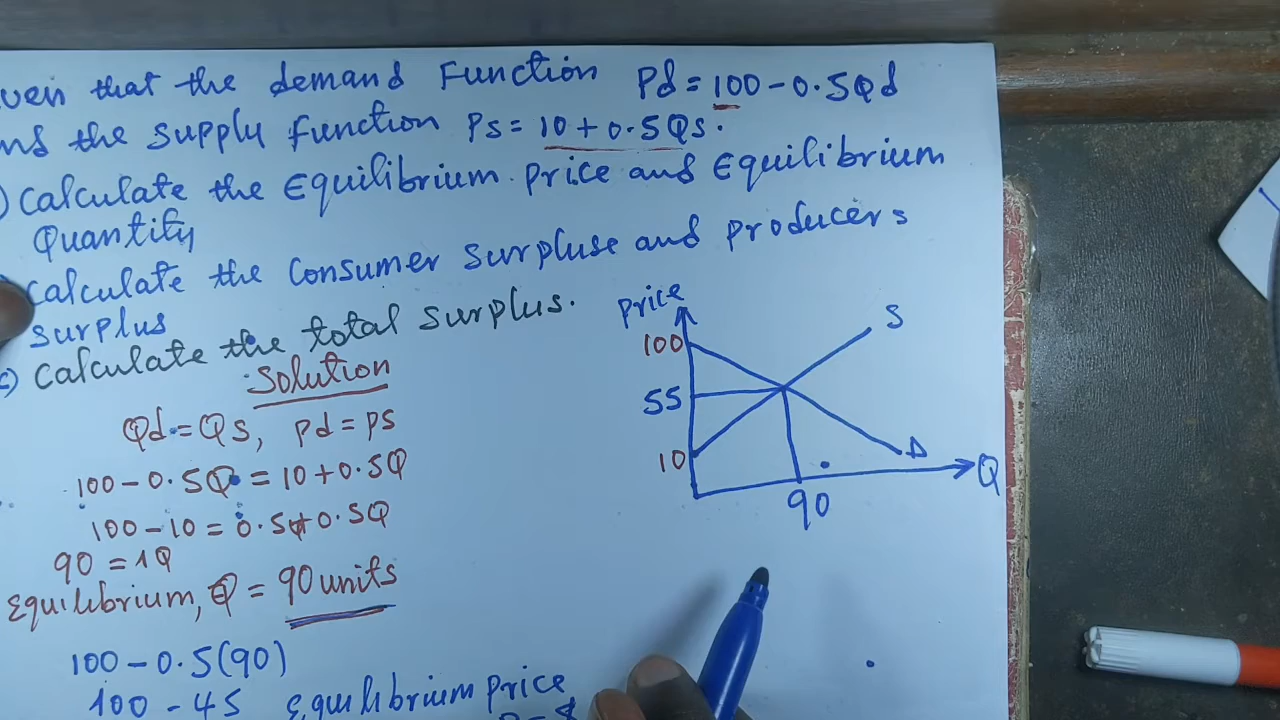 ven that the demand Function Pd = 100 - 0.5Qd
nd the supply function Ps = 10 + 0.5Qs.
) Calculate the Equilibrium price and Equilibrium
Quantity
Calculate the Consumer Surpluse and producers
surplus
c) Calculate the total surplus.
Solution
Qd = Qs, pd = ps
100 - 0.5Q = 10 + 0.5Q
100 - 10 = 0.5Q + 0.5Q
90 = 1Q
Equilibrium, Q = 90 units
100 - 0.5(90)
100 - 45 Equilibrium price
price
100
55
10
S
D
Q
90